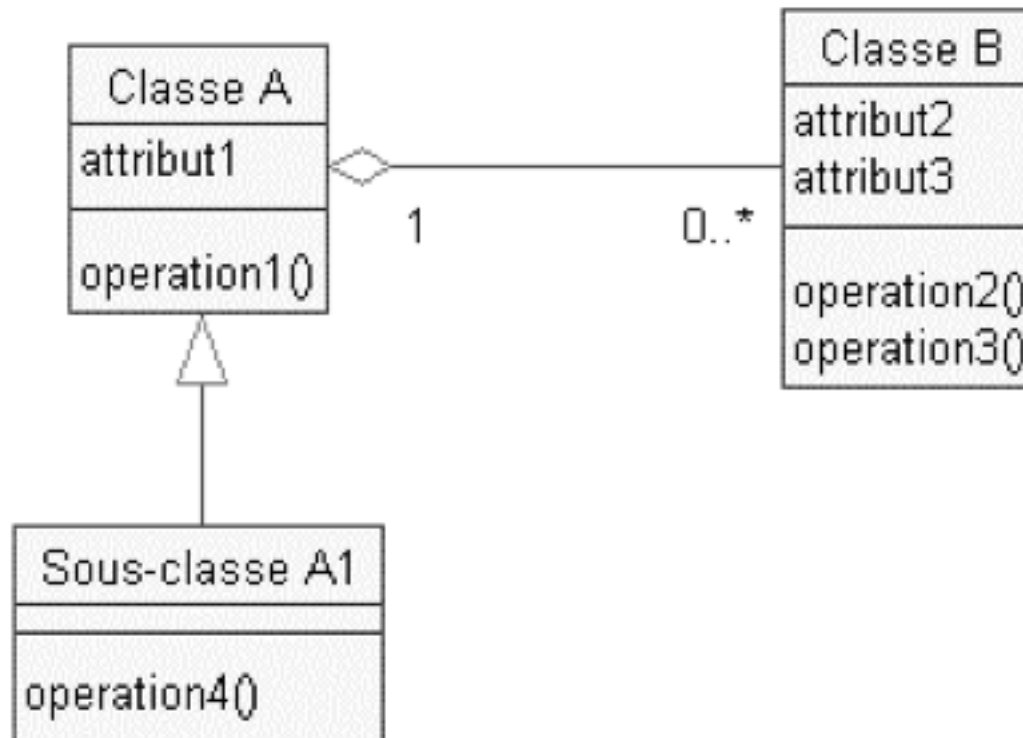 Classe A
attribut1
operation1()
1
0..*
Classe B
attribut2
attribut3
operation2()
operation3()
Sous-classe A1
operation4()